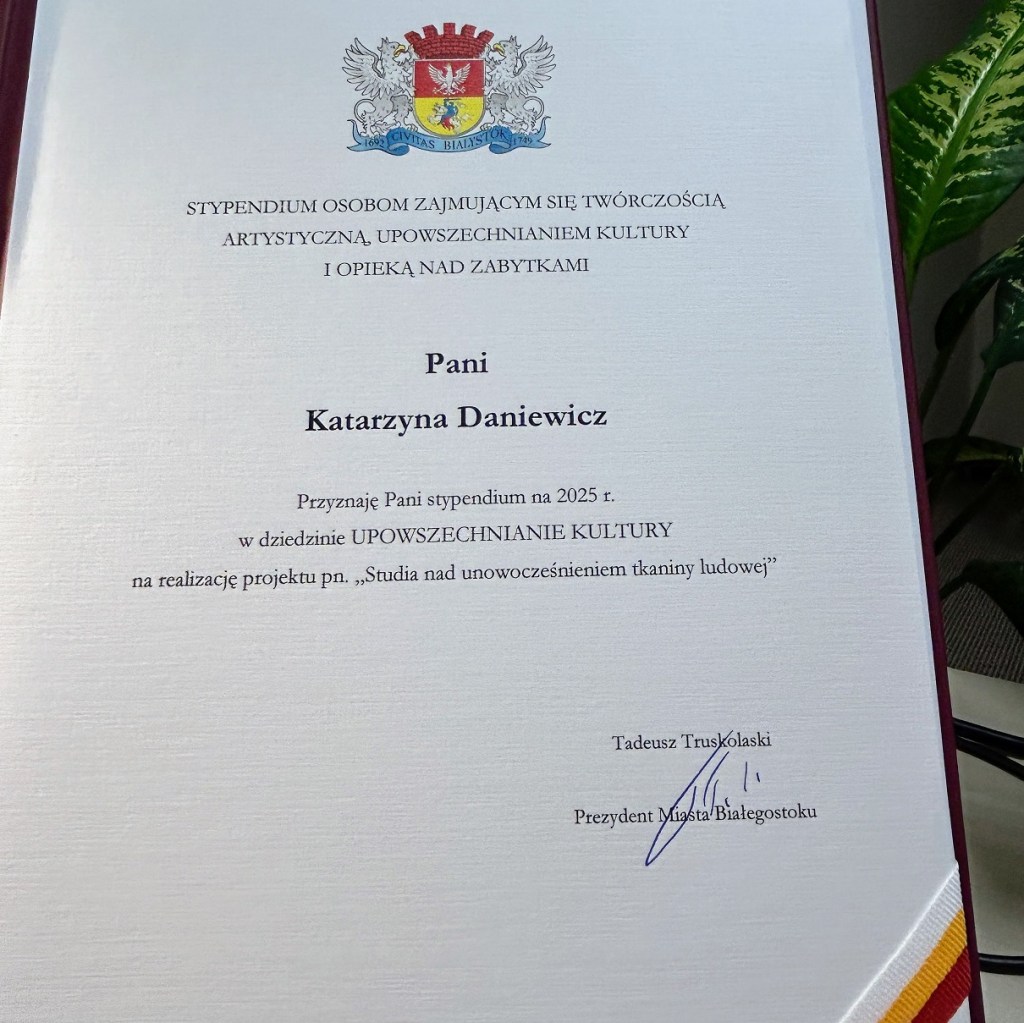 1692 CIVITAS BIALYSTOK 1749
STYPENDIUM OSOBOM ZAJMUJĄCYM SIĘ TWÓRCZOŚCIĄ
ARTYSTYCZNĄ, UPOWSZECHNIANIEM KULTURY
I OPIEKĄ NAD ZABYTKAMI
Pani
Katarzyna Daniewicz
Przyznaję Pani stypendium na 2025 r.
w dziedzinie UPOWSZECHNIANIE KULTURY
na realizację projektu pn. „Studia nad unowocześnieniem tkaniny ludowej”
Tadeusz Truskolaski
Prezydent Miasta Białegostoku